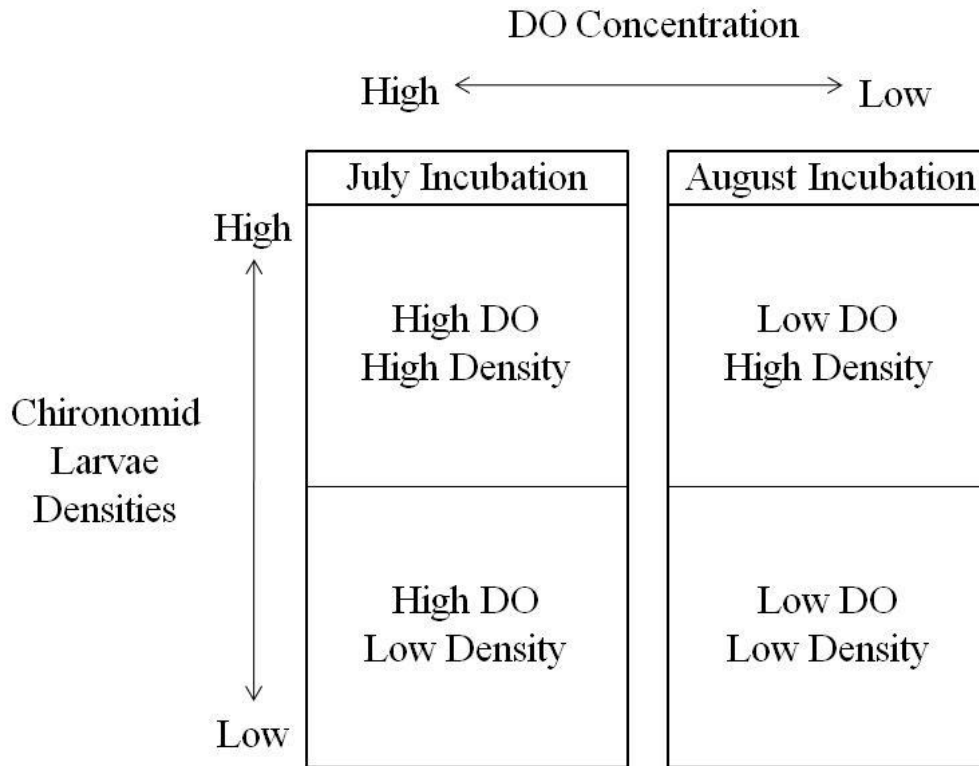 DO Concentration
High
Low
July Incubation
August Incubation
High
High DO
High Density
Low DO
High Density
Chironomid
Larvae
Densities
High DO
Low Density
Low DO
Low Density
Low